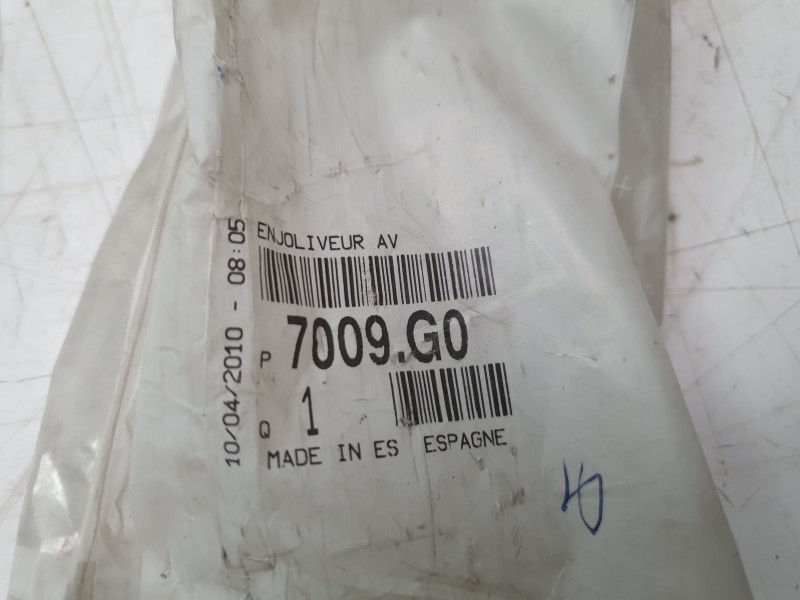 ENJOLIVEUR AV
P 7009.G0
Q 1
MADE IN ES ESPAGNE
10/04/2010 - 08:05